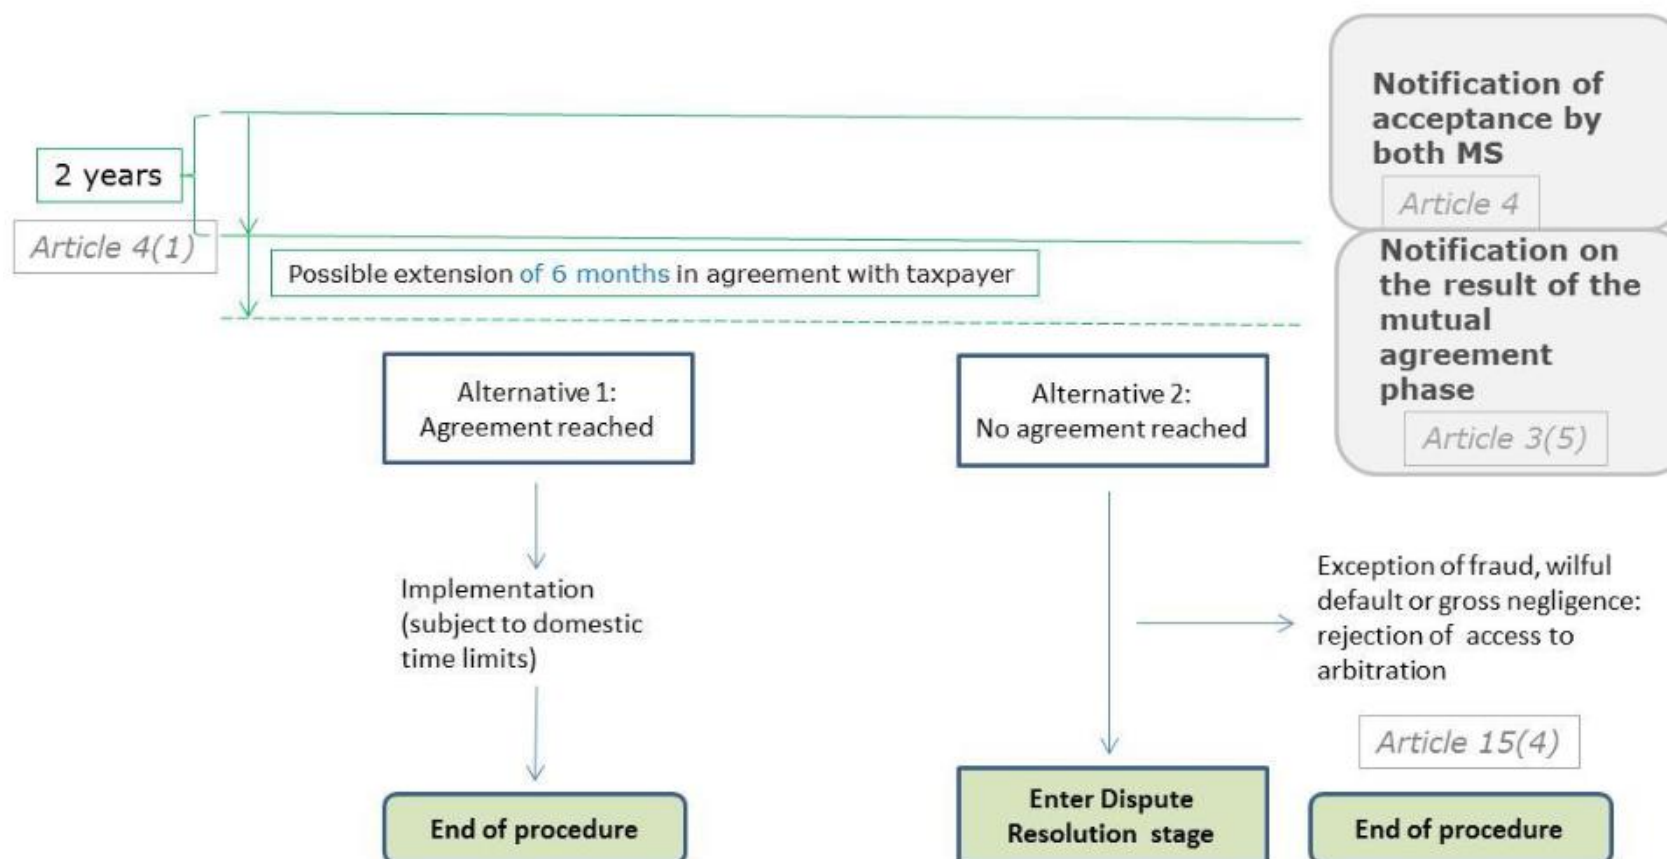 Notification of
acceptance by
both MS
Article 4
2 years
Article 4(1)
Possible extension of 6 months in agreement with taxpayer
Notification on
the result of the
mutual
agreement
phase
Article 3(5)
Alternative 1:
Agreement reached
Alternative 2:
No agreement reached
Implementation
(subject to domestic
time limits)
Exception of fraud, wilful
default or gross negligence:
rejection of access to
arbitration
Article 15(4)
End of procedure
Enter Dispute
Resolution stage
End of procedure